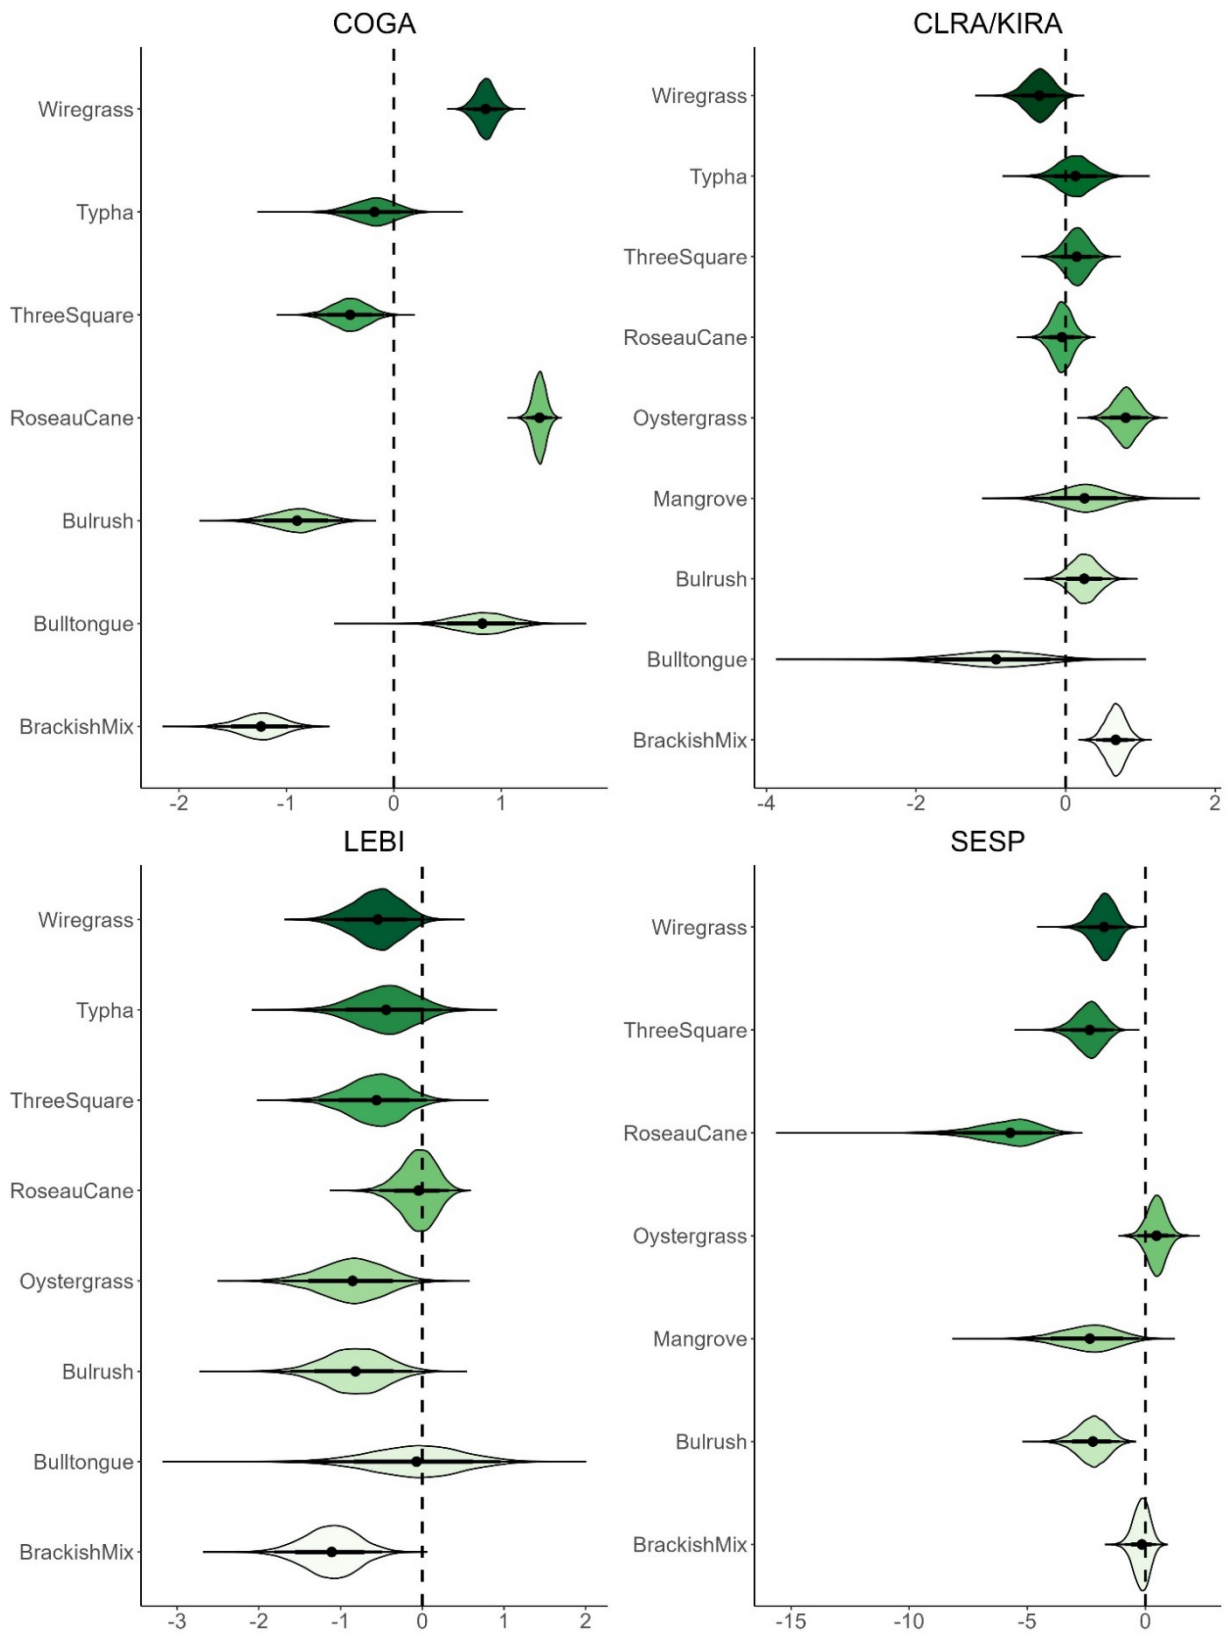 COGA
Wiregrass
Typha
ThreeSquare
RoseauCane
Bulrush
Bulltongue
BrackishMix
-2 -1 0 1
CLRA/KIRA
Wiregrass
Typha
ThreeSquare
RoseauCane
Oystergrass
Mangrove
Bulrush
Bulltongue
BrackishMix
-4 -2 0 2
LEBI
Wiregrass
Typha
ThreeSquare
RoseauCane
Oystergrass
Bulrush
Bulltongue
BrackishMix
-3 -2 -1 0 1 2
SESP
Wiregrass
ThreeSquare
RoseauCane
Oystergrass
Mangrove
Bulrush
BrackishMix
-15 -10 -5 0